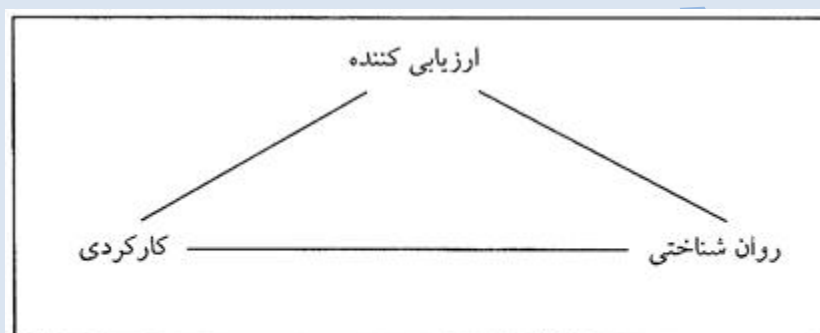 ارزیابی کننده
روان شناختی
کارکردی